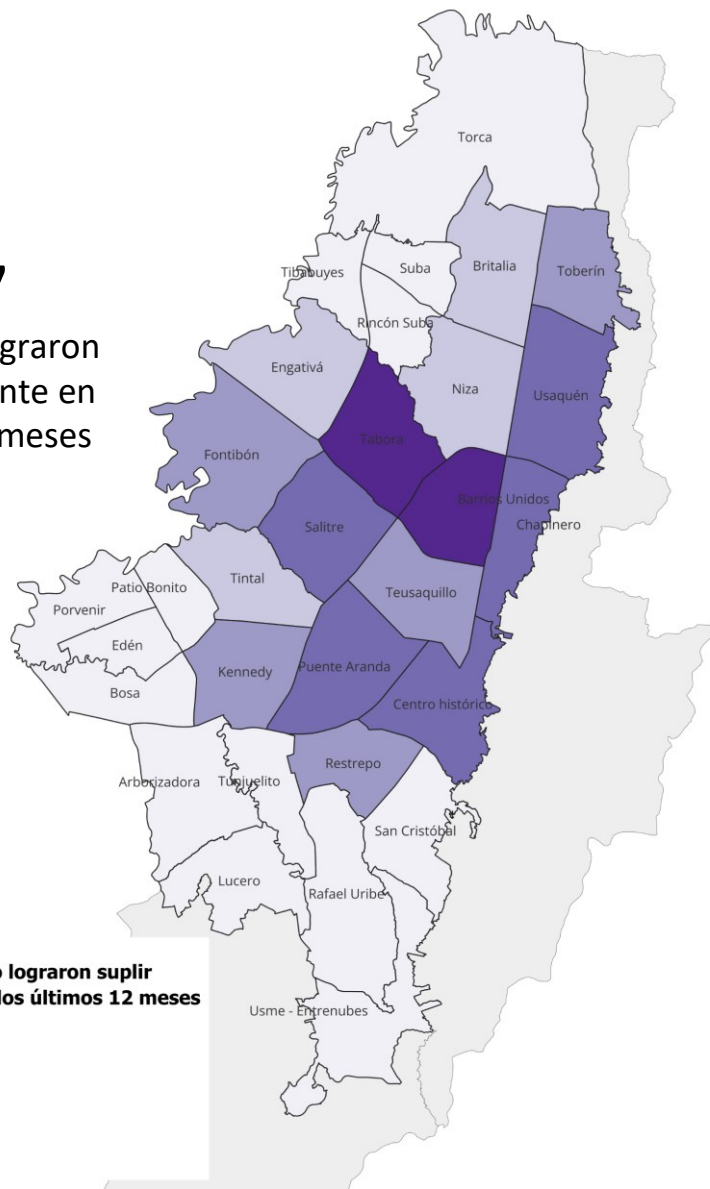 Torca
Britalia
Toberín
Suba
Tibabuyes
Rincón Suba
Engativá
Niza
Usaquén
Tabora
Fontibón
Barrios Unidos
Chapinero
Salitre
Tintal
Teusaquillo
Patio Bonito
Porvenir
Edén
Kennedy
Puente Aranda
Bosa
Centro histórico
Restrepo
Arborizadora
Tunjuelito
San Cristóbal
Lucero
Rafael Uribe
Usme - Entrenubes
7
graron
nte en
meses
o lograron suplir
los últimos 12 meses